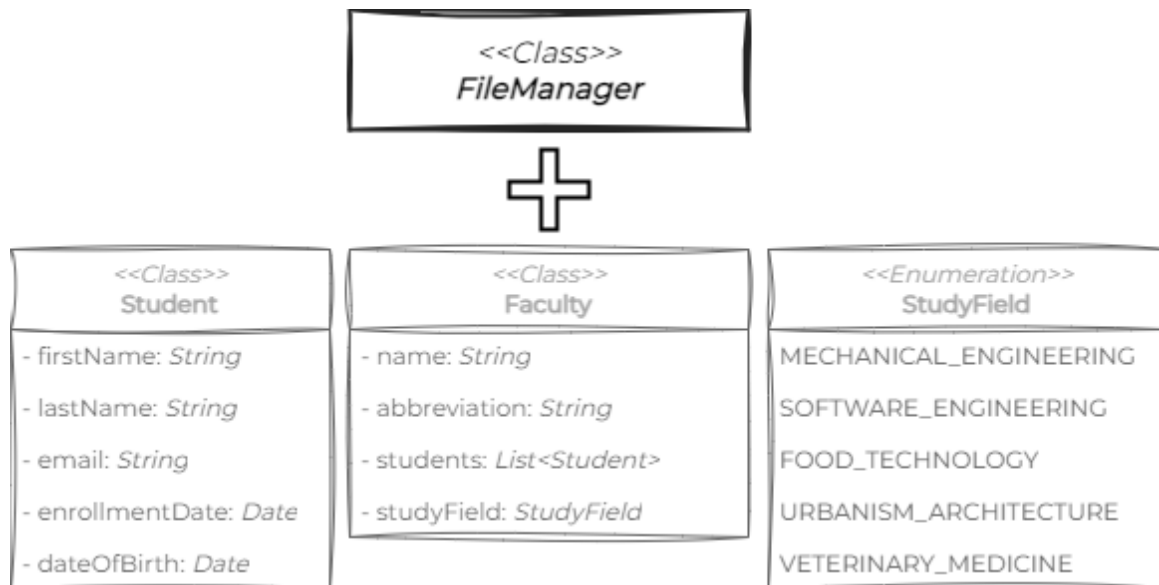 <<Class>>
FileManager
<<Class>>
Student
- firstName: String
- lastName: String
- email: String
- enrollmentDate: Date
- dateOfBirth: Date
<<Class>>
Faculty
- name: String
- abbreviation: String
- students: List<Student>
- studyField: StudyField
<<Enumeration>>
StudyField
MECHANICAL_ENGINEERING
SOFTWARE_ENGINEERING
FOOD_TECHNOLOGY
URBANISM_ARCHITECTURE
VETERINARY_MEDICINE